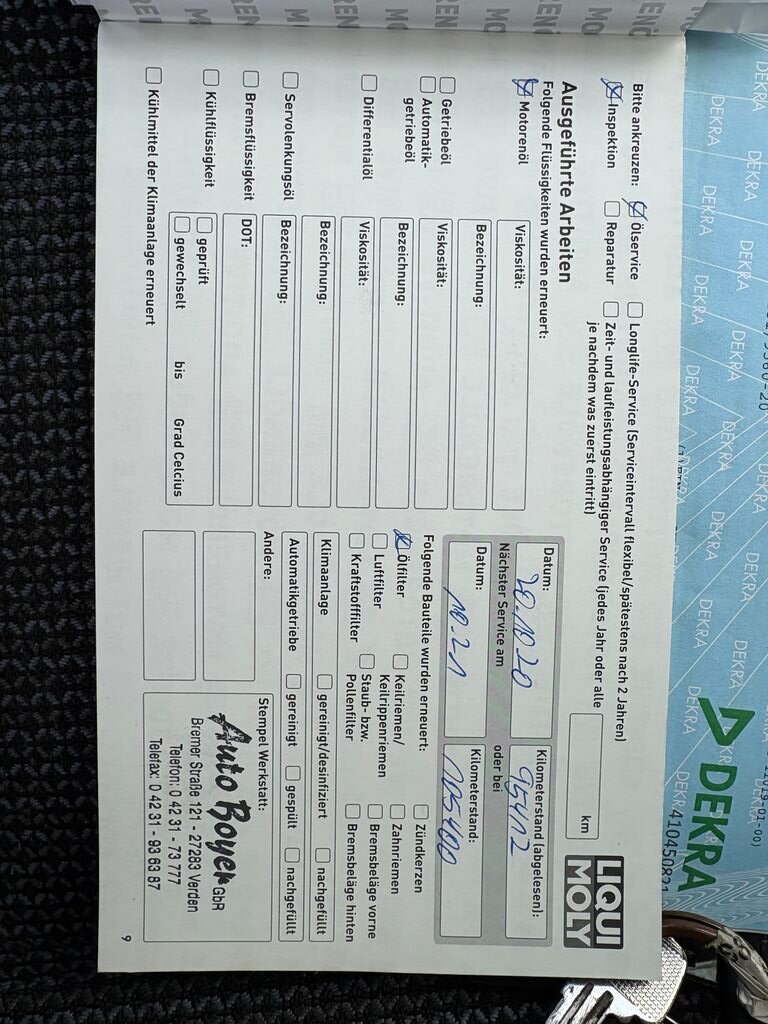 Bitte ankreuzen:
Ölservice
Longlife-Service (Serviceintervall flexibel/spätestens nach 2 Jahren)
Inspektion
Reparatur
Zeit- und laufleistungsabhängiger Service (jedes Jahr oder alle
je nachdem was zuerst eintritt)
km
LIQUI
MOLY
Ausgeführte Arbeiten
Folgende Flüssigkeiten wurden erneuert:
Motorenöl
Viskosität:
Bezeichnung:
Getriebeöl
Automatik-
getriebeöl
Viskosität:
Bezeichnung:
Differentialöl
Viskosität:
Bezeichnung:
Servolenkungsöl
Bezeichnung:
Bremsflüssigkeit
DOT:
Kühlflüssigkeit
geprüft
gewechselt
bis
Grad Celcius
Kühlmittel der Klimaanlage erneuert
Datum:
20.10.20
Kilometerstand (abgelesen):
95412
Nächster Service am
oder bei
Datum:
10.21
Kilometerstand:
105400
Folgende Bauteile wurden erneuert:
Ölfilter
Keilriemen/
Keilrippenriemen
Zündkerzen
Luftfilter
Staub- bzw.
Pollenfilter
Zahnriemen
Kraftstofffilter
Bremsbeläge vorne
Bremsbeläge hinten
Klimaanlage
gereinigt/desinfiziert
nachgefüllt
Automatikgetriebe
gereinigt
gespült
nachgefüllt
Andere:
Stempel Werkstatt:
Auto Boyer GbR
Bremer Straße 121 - 27283 Verden
Telefon: 0 42 31 - 73 777
Telefax: 0 42 31 - 93 63 87
9
DEKRA